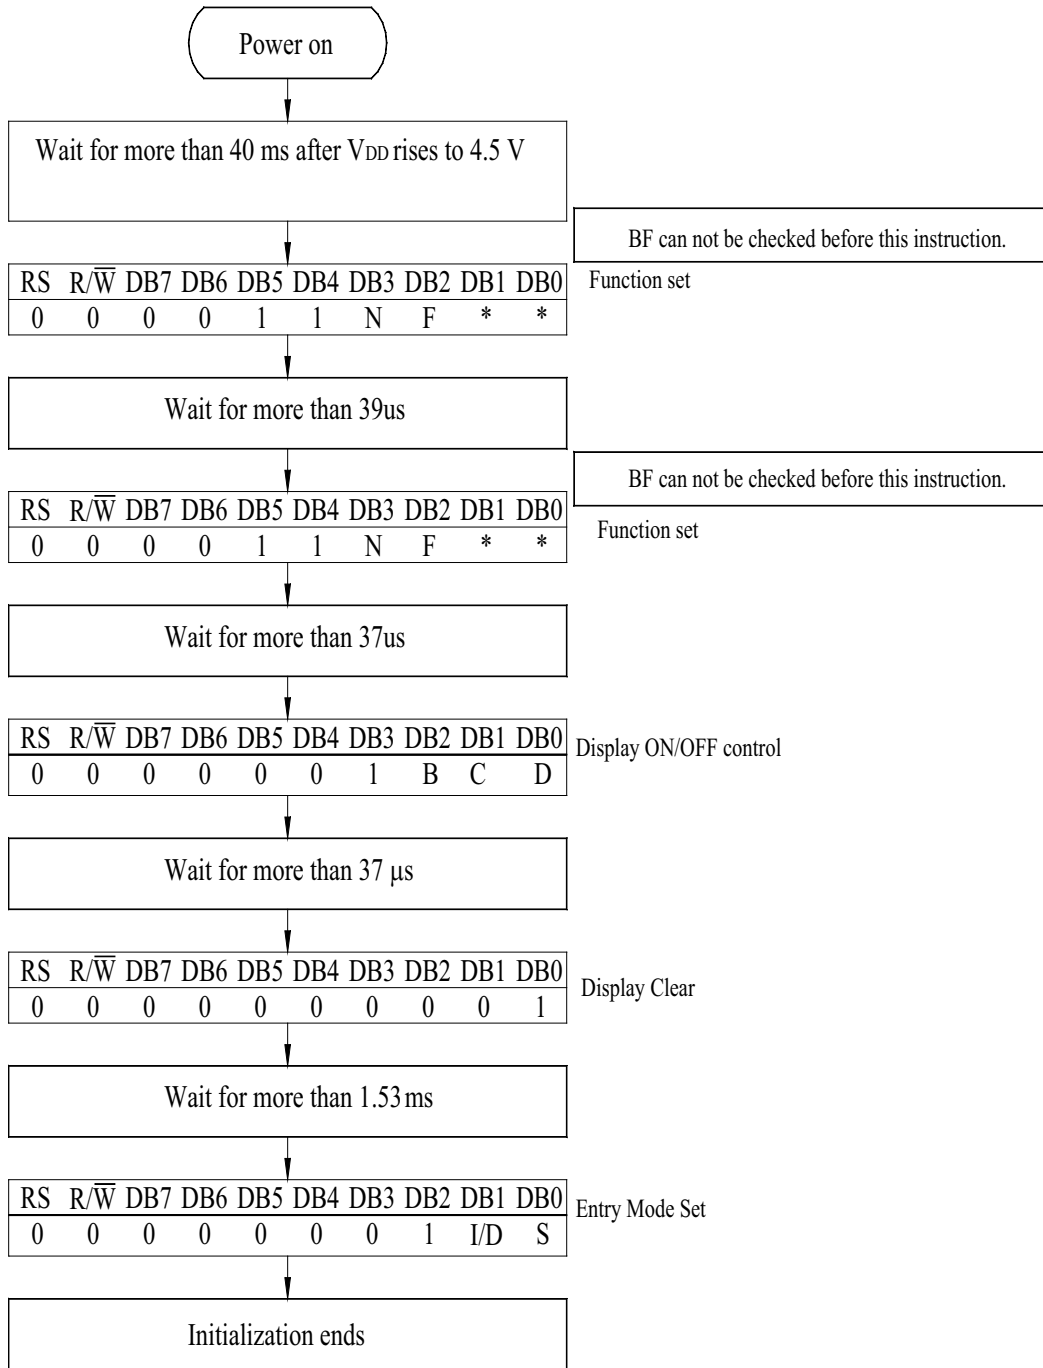 Power on
Wait for more than 40 ms after VDD rises to 4.5 V
BF can not be checked before this instruction.
RS R/W̅ DB7 DB6 DB5 DB4 DB3 DB2 DB1 DB0
Function set
0 0 0 0 1 1 N F * *
Wait for more than 39us
BF can not be checked before this instruction.
RS R/W̅ DB7 DB6 DB5 DB4 DB3 DB2 DB1 DB0
Function set
0 0 0 0 1 1 N F * *
Wait for more than 37us
RS R/W̅ DB7 DB6 DB5 DB4 DB3 DB2 DB1 DB0
Display ON/OFF control
0 0 0 0 0 0 1 B C D
Wait for more than 37 μs
RS R/W̅ DB7 DB6 DB5 DB4 DB3 DB2 DB1 DB0
Display Clear
0 0 0 0 0 0 0 0 0 1
Wait for more than 1.53ms
RS R/W̅ DB7 DB6 DB5 DB4 DB3 DB2 DB1 DB0
Entry Mode Set
0 0 0 0 0 0 0 1 I/D S
Initialization ends